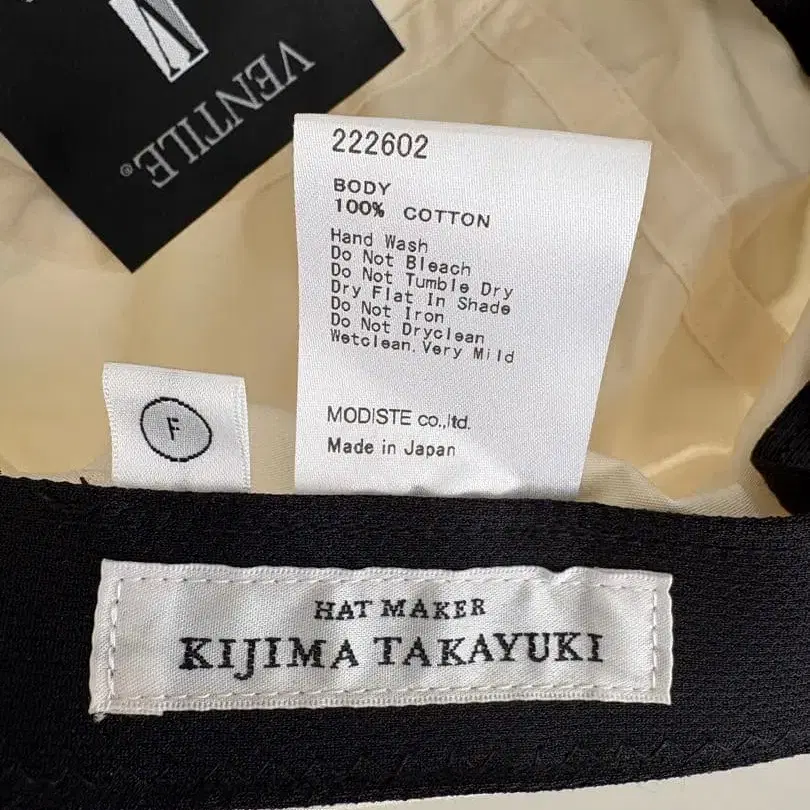 VENTILE®
222602
BODY
100% COTTON
Hand Wash
Do Not Bleach
Do Not Tumble Dry
Dry Flat In Shade
Do Not Iron
Do Not Dryclean
Wetclean.Very Mild
MODISTE co.,ltd.
Made in Japan
F
HAT MAKER
KIJIMA TAKAYUKI